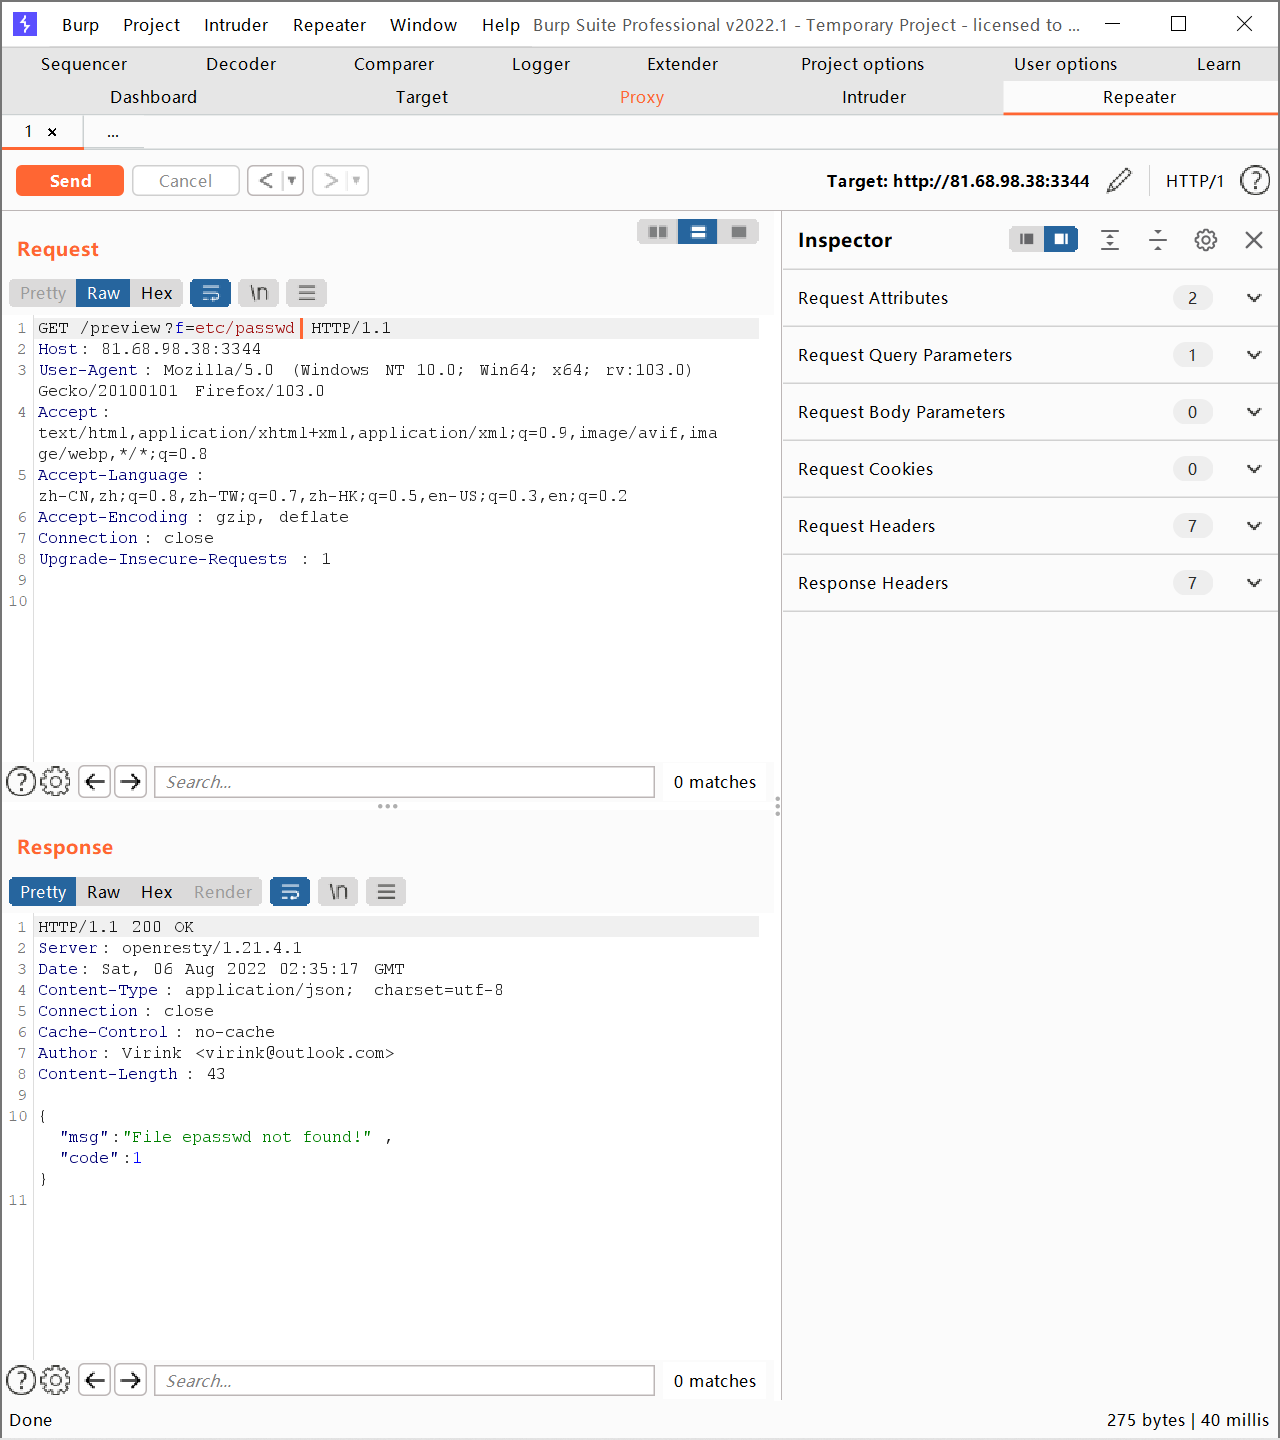 Burp Project Intruder Repeater Window Help Burp Suite Professional v2022.1 - Temporary Project - licensed to ...
Sequencer Decoder Comparer Logger Extender Project options User options Learn
Dashboard Target Proxy Intruder Repeater
1 × ...
Send Cancel < ▼ > ▼ Target: http://81.68.98.38:3344 HTTP/1 ?
Request
Pretty Raw Hex \n
1 GET /preview?f=etc/passwd HTTP/1.1
2 Host: 81.68.98.38:3344
3 User-Agent: Mozilla/5.0 (Windows NT 10.0; Win64; x64; rv:103.0)
Gecko/20100101 Firefox/103.0
4 Accept:
text/html,application/xhtml+xml,application/xml;q=0.9,image/avif,ima
ge/webp,*/*;q=0.8
5 Accept-Language:
zh-CN,zh;q=0.8,zh-TW;q=0.7,zh-HK;q=0.5,en-US;q=0.3,en;q=0.2
6 Accept-Encoding: gzip, deflate
7 Connection: close
8 Upgrade-Insecure-Requests: 1
9
10
? Search... 0 matches
Response
Pretty Raw Hex Render \n
1 HTTP/1.1 200 OK
2 Server: openresty/1.21.4.1
3 Date: Sat, 06 Aug 2022 02:35:17 GMT
4 Content-Type: application/json; charset=utf-8
5 Connection: close
6 Cache-Control: no-cache
7 Author: Virink <virink@outlook.com>
8 Content-Length: 43
9
10 {
"msg":"File epasswd not found!",
"code":1
}
11
? Search... 0 matches
Inspector
Request Attributes 2
Request Query Parameters 1
Request Body Parameters 0
Request Cookies 0
Request Headers 7
Response Headers 7
Done 275 bytes | 40 millis